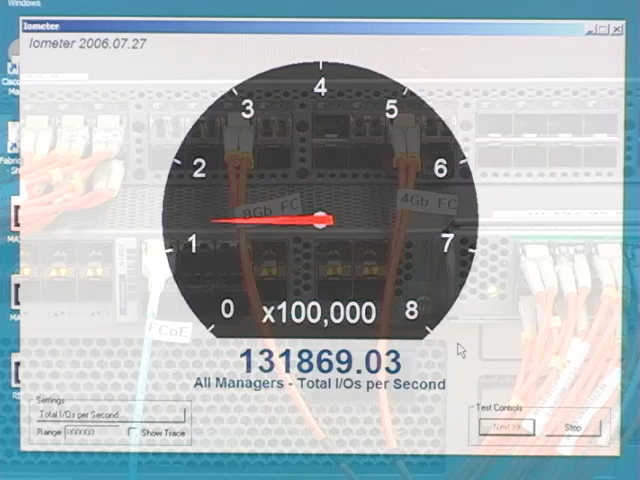 Windows
Iometer
Iometer 2006.07.27
4
3
5
2
6
8Gb FC
4Gb FC
1
7
0
x100,000
8
FCoE
131869.03
All Managers - Total I/Os per Second
Settings
Total I/Os per Second
Range
Show Trace
Test Controls
Next >>
Stop